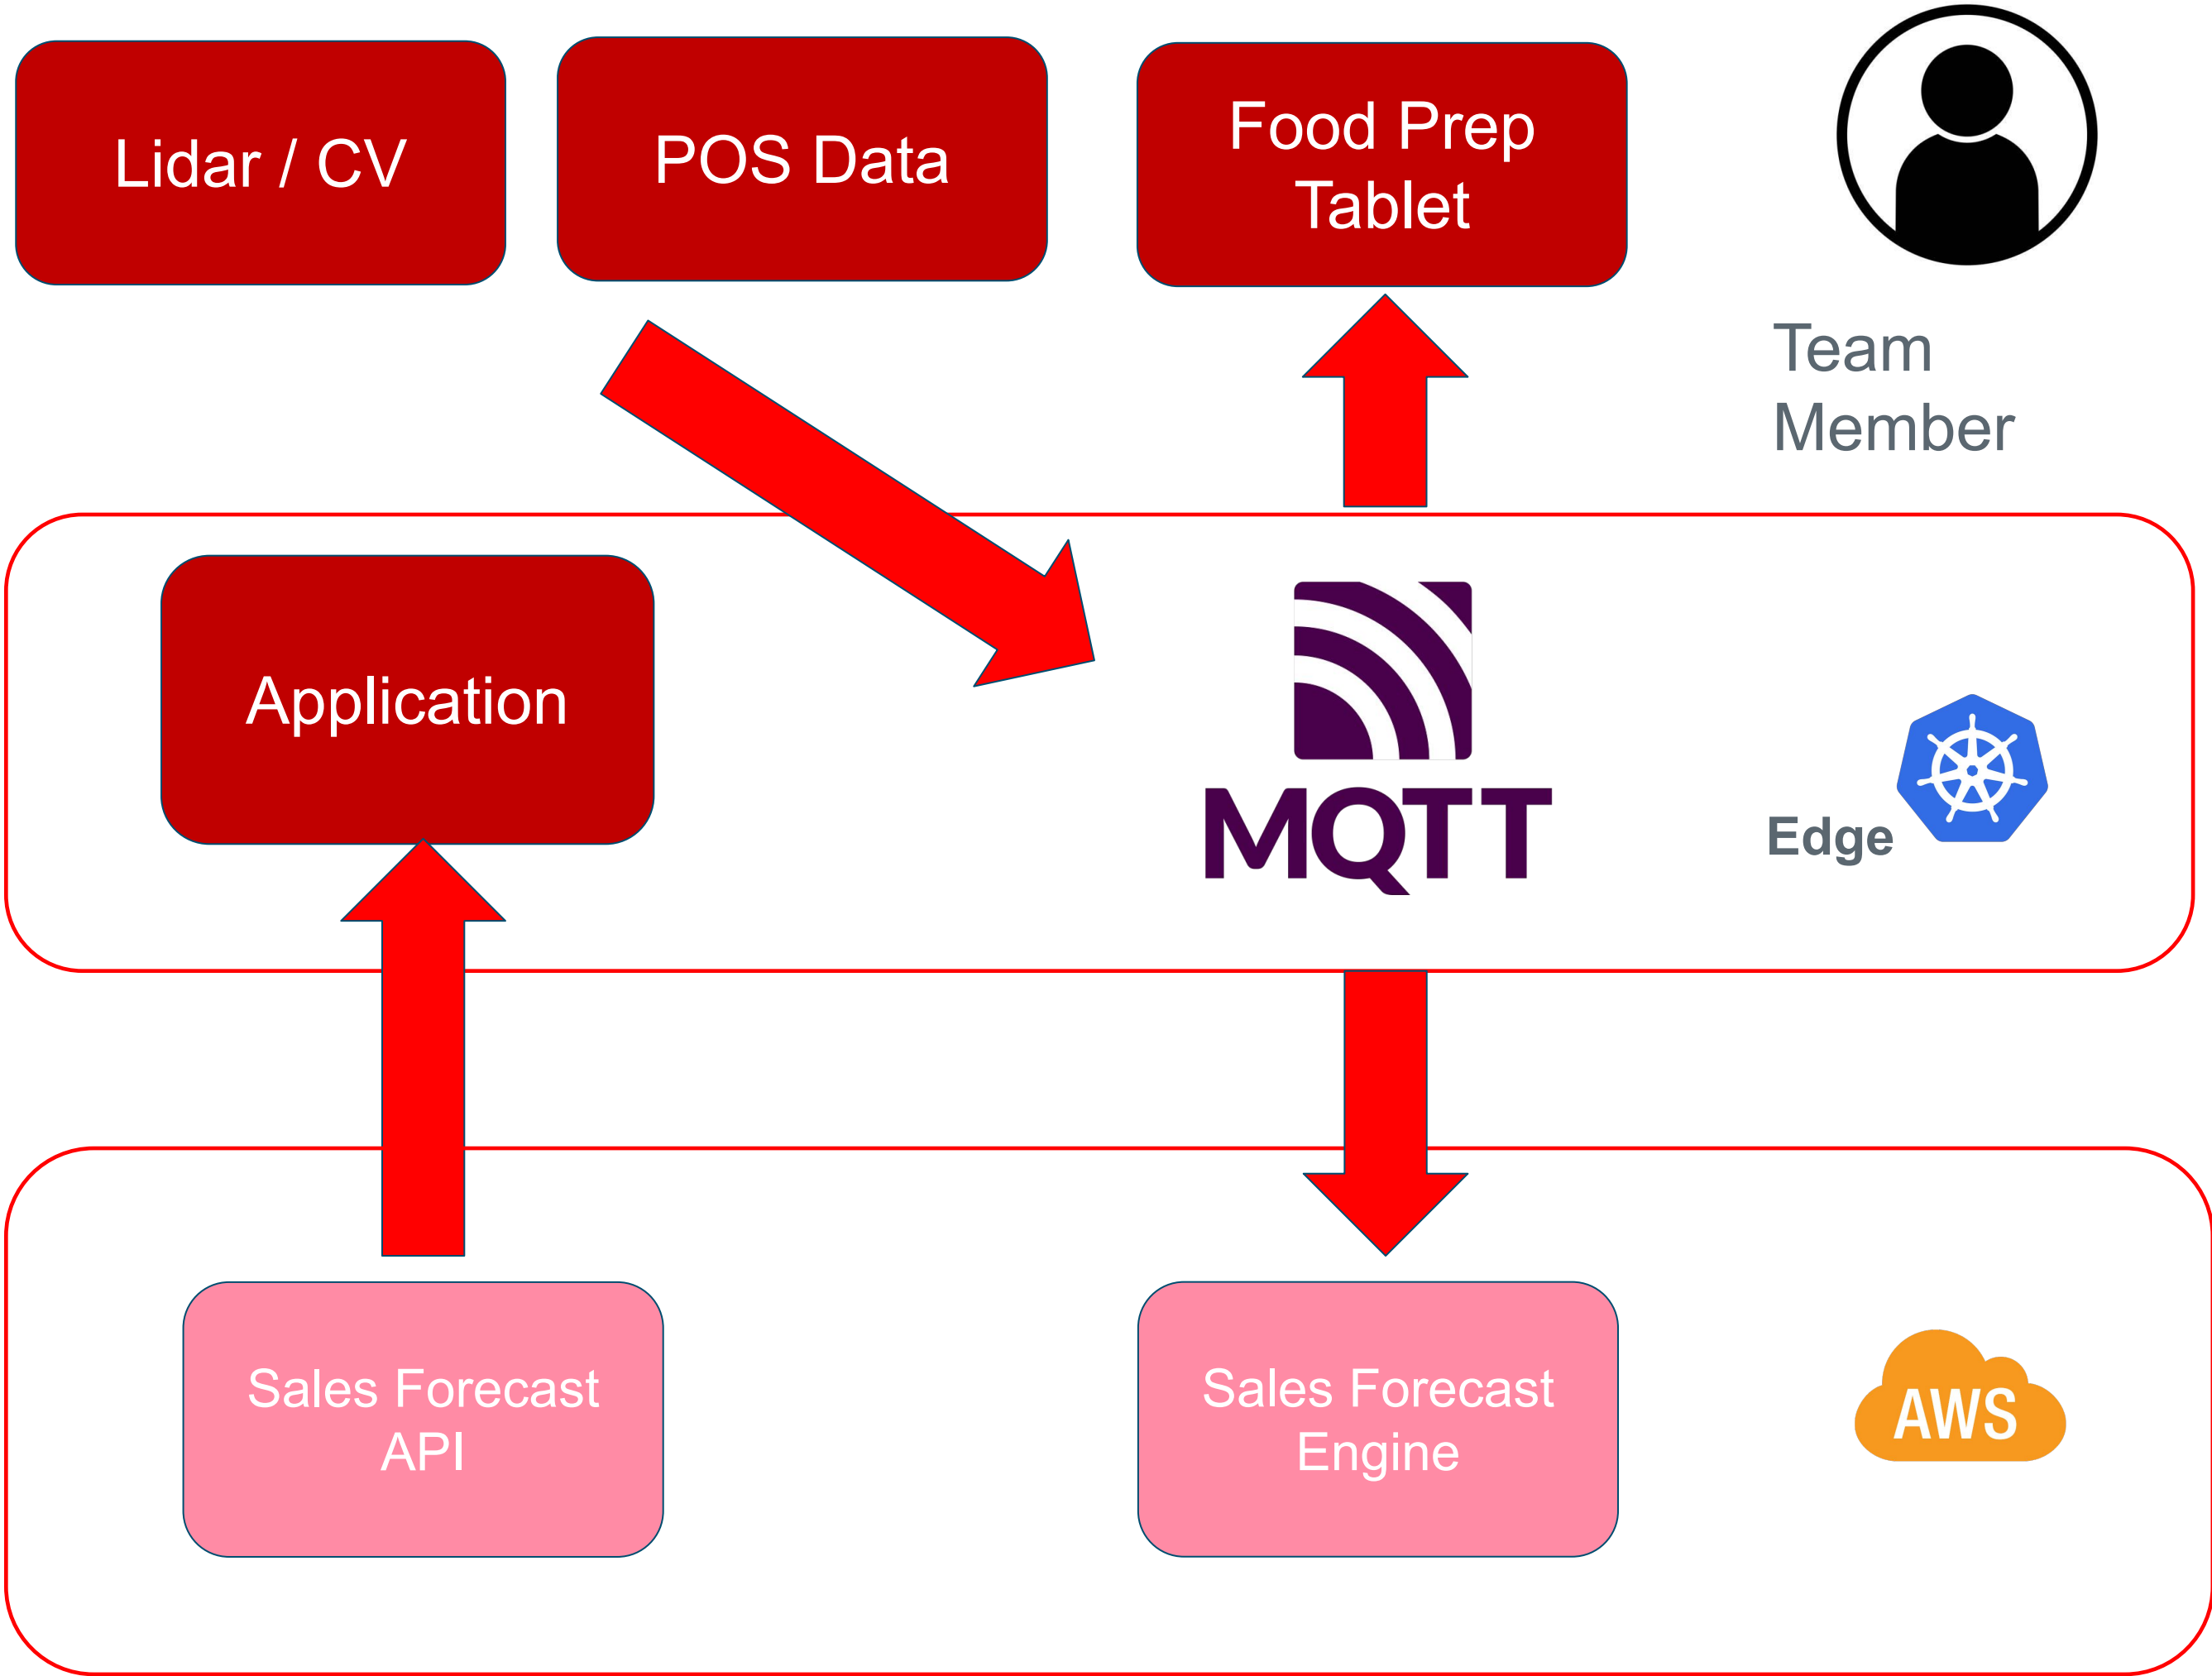 Lidar / CV
POS Data
Food Prep
Tablet
Team
Member
Application
MQTT
Edge
Sales Forecast
API
Sales Forecast
Engine
AWS